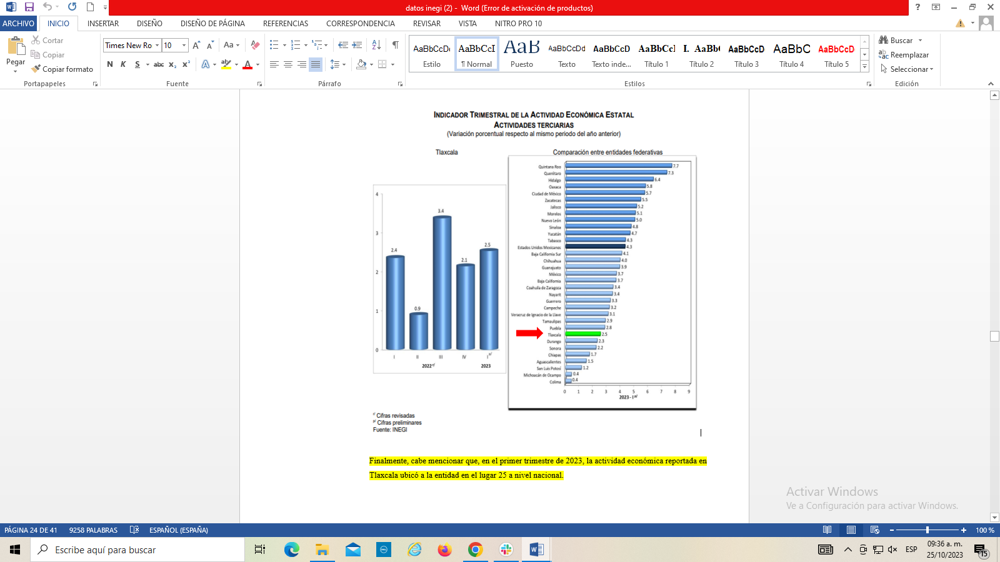 datos inegi (2) - Word (Error de activación de productos)
ARCHIVO INICIO INSERTAR DISEÑO DISEÑO DE PÁGINA REFERENCIAS CORRESPONDENCIA REVISAR VISTA NITRO PRO 10
Pegar
Cortar
Copiar
Copiar formato
Portapapeles
Times New Ro 10
N K S abc x₂ x²
Fuente
Párrafo
AaBbCcDc AaBbCcI AaB AaBbCcDd AaBbCcD AaBbCcI I. AaBb( AaBbCcD AaBbC AaBbCcD
Estilo ¶ Normal Puesto Texto Texto inde... Título 1 Título 2 Título 3 Título 4 Título 5
Estilos
Buscar
Reemplazar
Seleccionar
Edición
INDICADOR TRIMESTRAL DE LA ACTIVIDAD ECONÓMICA ESTATAL
ACTIVIDADES TERCIARIAS
(Variación porcentual respecto al mismo periodo del año anterior)
Tlaxcala
4
3
2
1
0
2.4
0.9
3.4
2.1
2.5
I II III IV I p/
2022 r/ 2023
Comparación entre entidades federativas
Quintana Roo 7.7
Querétaro 7.3
Hidalgo 6.4
Oaxaca 5.8
Ciudad de México 5.7
Zacatecas 5.5
Jalisco 5.2
Morelos 5.1
Nuevo León 5.0
Sinaloa 4.8
Yucatán 4.7
Tabasco 4.3
Estados Unidos Mexicanos 4.3
Baja California Sur 4.1
Chihuahua 4.0
Guanajuato 3.9
México 3.7
Baja California 3.7
Coahuila de Zaragoza 3.4
Nayarit 3.4
Guerrero 3.3
Campeche 3.2
Veracruz de Ignacio de la Llave 3.1
Tamaulipas 2.9
Puebla 2.8
Tlaxcala 2.5
Durango 2.3
Sonora 2.2
Chiapas 1.7
Aguascalientes 1.5
San Luis Potosí 1.2
Michoacán de Ocampo 0.4
Colima 0.4
0 1 2 3 4 5 6 7 8 9
2023 - I p/
r/ Cifras revisadas
p/ Cifras preliminares
Fuente: INEGI
Finalmente, cabe mencionar que, en el primer trimestre de 2023, la actividad económica reportada en
Tlaxcala ubicó a la entidad en el lugar 25 a nivel nacional.
Activar Windows
Ve a Configuración para activar Windows.
PÁGINA 24 DE 41 9258 PALABRAS ESPAÑOL (ESPAÑA) 100 %
Escribe aquí para buscar
ESP
09:36 a. m.
25/10/2023
15